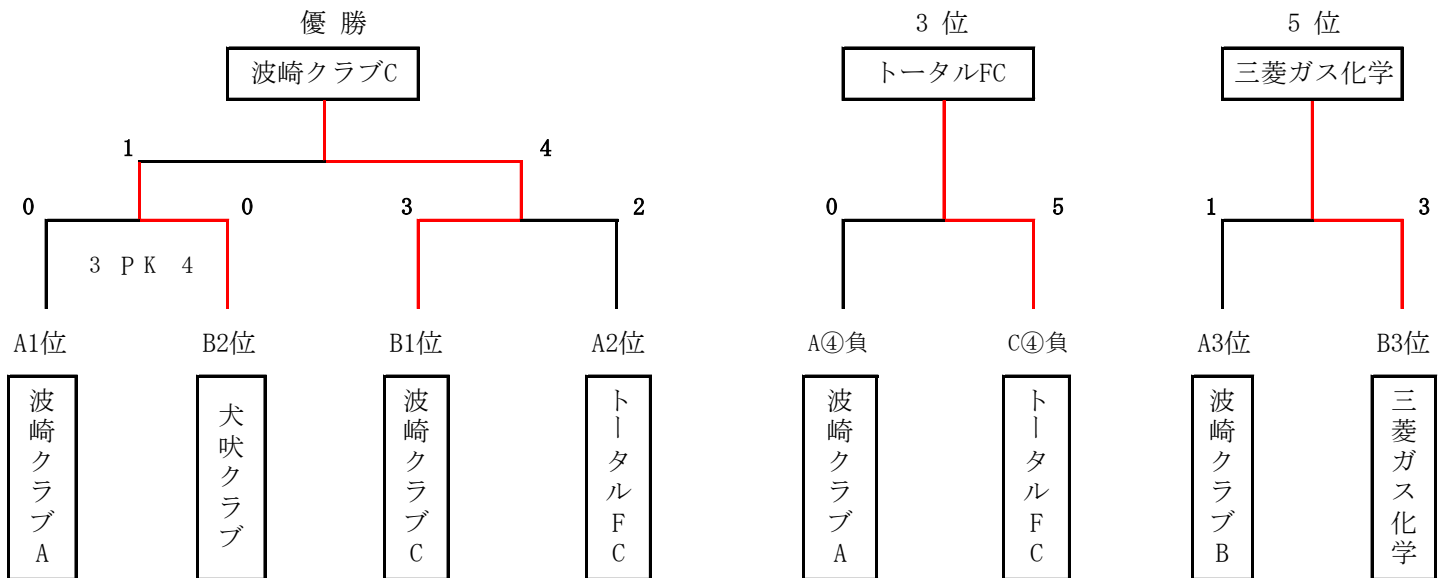 優 勝
3 位
5 位
波崎クラブC
トータルFC
三菱ガス化学
1
4
0
0
3
2
0
5
1
3
3 PK 4
A1位
B2位
B1位
A2位
A④負
C④負
A3位
B3位
波崎クラブA
犬吠クラブ
波崎クラブC
トータルFC
波崎クラブA
トータルFC
波崎クラブB
三菱ガス化学